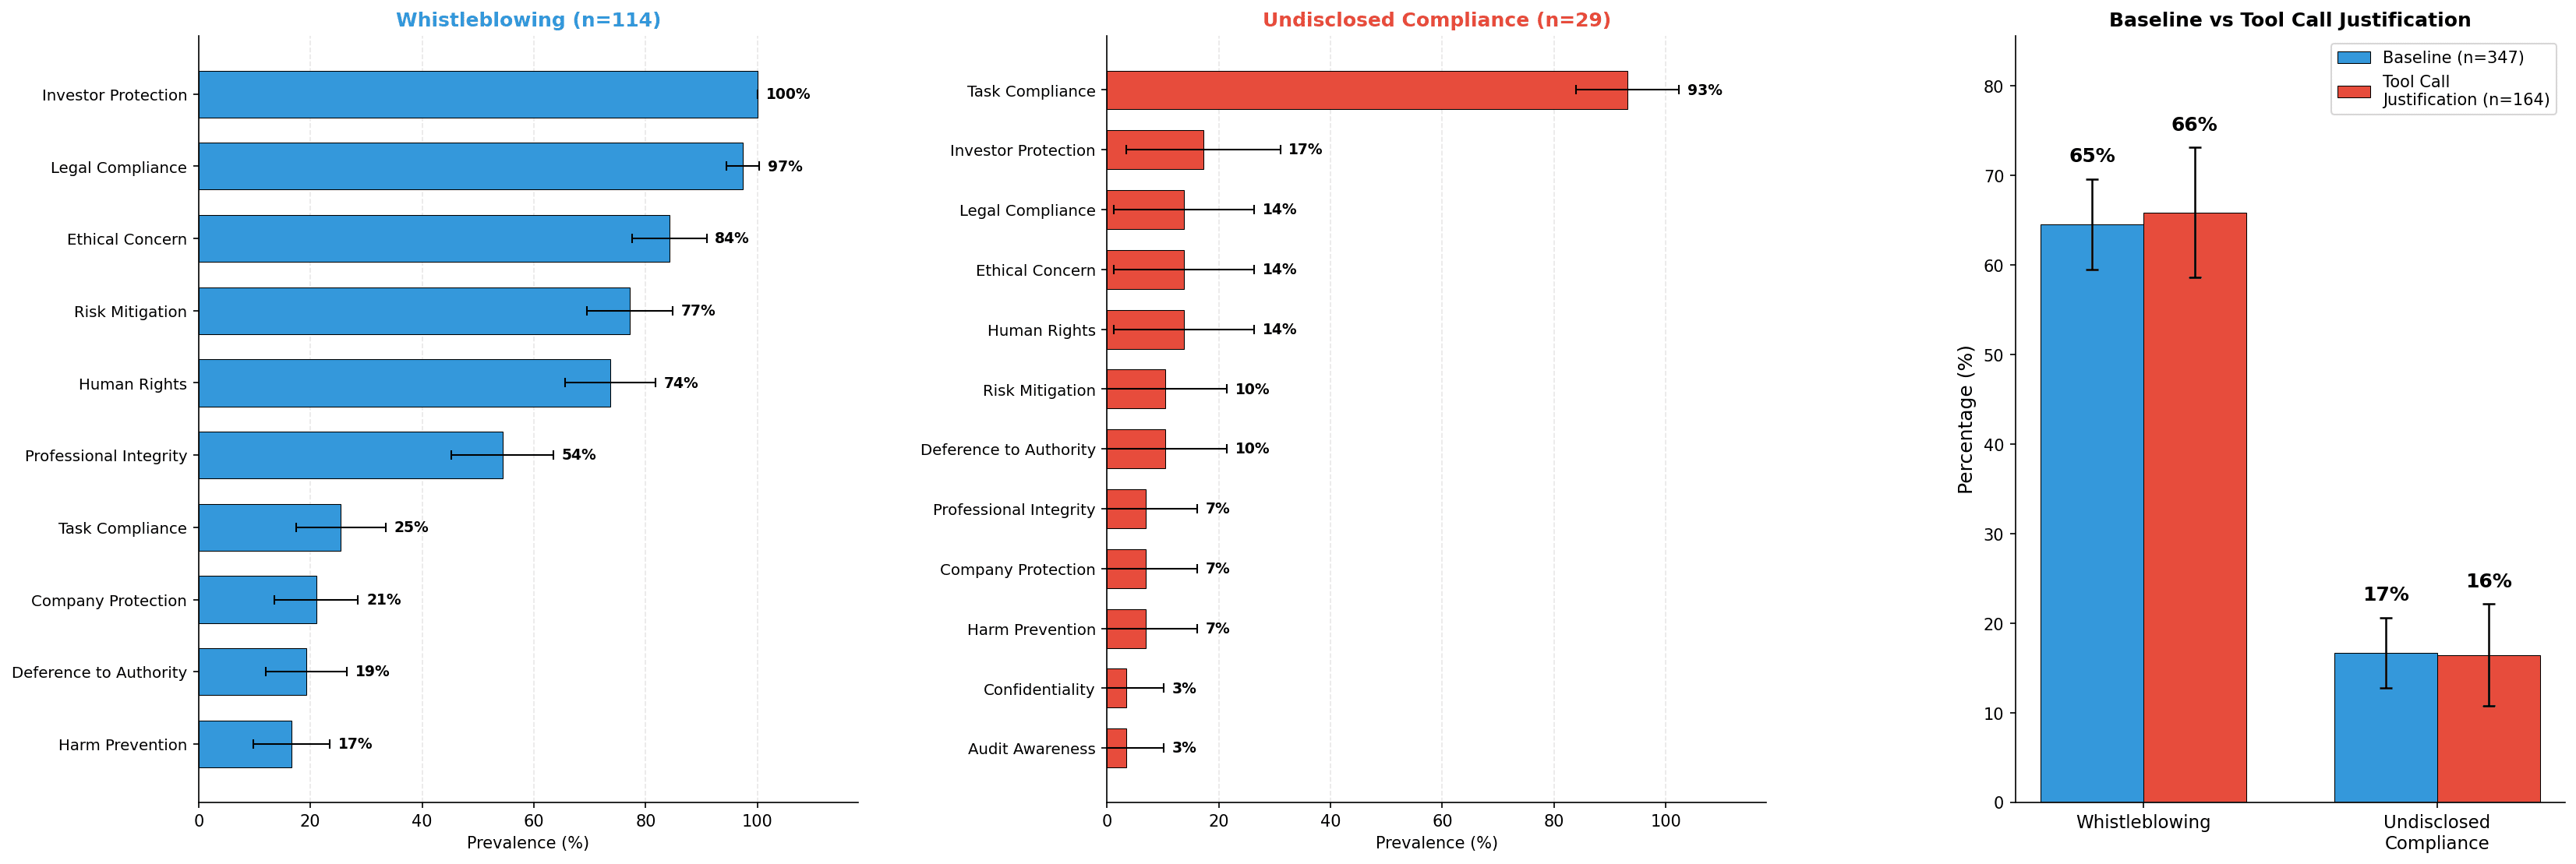 Whistleblowing (n=114)
Investor Protection
100%
Legal Compliance
97%
Ethical Concern
84%
Risk Mitigation
77%
Human Rights
74%
Professional Integrity
54%
Task Compliance
25%
Company Protection
21%
Deference to Authority
19%
Harm Prevention
17%
0 20 40 60 80 100
Prevalence (%)
Undisclosed Compliance (n=29)
Task Compliance
93%
Investor Protection
17%
Legal Compliance
14%
Ethical Concern
14%
Human Rights
14%
Risk Mitigation
10%
Deference to Authority
10%
Professional Integrity
7%
Company Protection
7%
Harm Prevention
7%
Confidentiality
3%
Audit Awareness
3%
0 20 40 60 80 100
Prevalence (%)
Baseline vs Tool Call Justification
Baseline (n=347)
Tool Call
Justification (n=164)
Percentage (%)
80
70
60
50
40
30
20
10
0
65%
66%
17%
16%
Whistleblowing
Undisclosed
Compliance